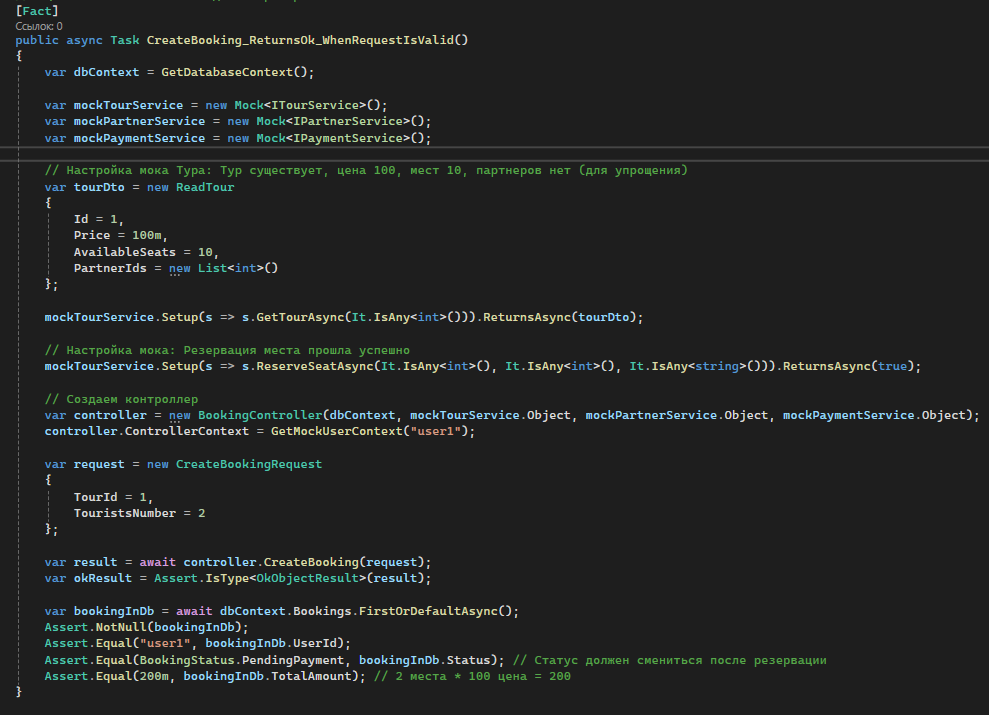 [Fact]
Ссылок: 0
public async Task CreateBooking_ReturnsOk_WhenRequestIsValid()
{
var dbContext = GetDatabaseContext();
var mockTourService = new Mock<ITourService>();
var mockPartnerService = new Mock<IPartnerService>();
var mockPaymentService = new Mock<IPaymentService>();
// Настройка мока Тура: Тур существует, цена 100, мест 10, партнеров нет (для упрощения)
var tourDto = new ReadTour
{
Id = 1,
Price = 100m,
AvailableSeats = 10,
PartnerIds = new List<int>()
};
mockTourService.Setup(s => s.GetTourAsync(It.IsAny<int>())).ReturnsAsync(tourDto);
// Настройка мока: Резервация места прошла успешно
mockTourService.Setup(s => s.ReserveSeatAsync(It.IsAny<int>(), It.IsAny<int>(), It.IsAny<string>())).ReturnsAsync(true);
// Создаем контроллер
var controller = new BookingController(dbContext, mockTourService.Object, mockPartnerService.Object, mockPaymentService.Object);
controller.ControllerContext = GetMockUserContext("user1");
var request = new CreateBookingRequest
{
TourId = 1,
TouristsNumber = 2
};
var result = await controller.CreateBooking(request);
var okResult = Assert.IsType<OkObjectResult>(result);
var bookingInDb = await dbContext.Bookings.FirstOrDefaultAsync();
Assert.NotNull(bookingInDb);
Assert.Equal("user1", bookingInDb.UserId);
Assert.Equal(BookingStatus.PendingPayment, bookingInDb.Status); // Статус должен смениться после резервации
Assert.Equal(200m, bookingInDb.TotalAmount); // 2 места * 100 цена = 200
}